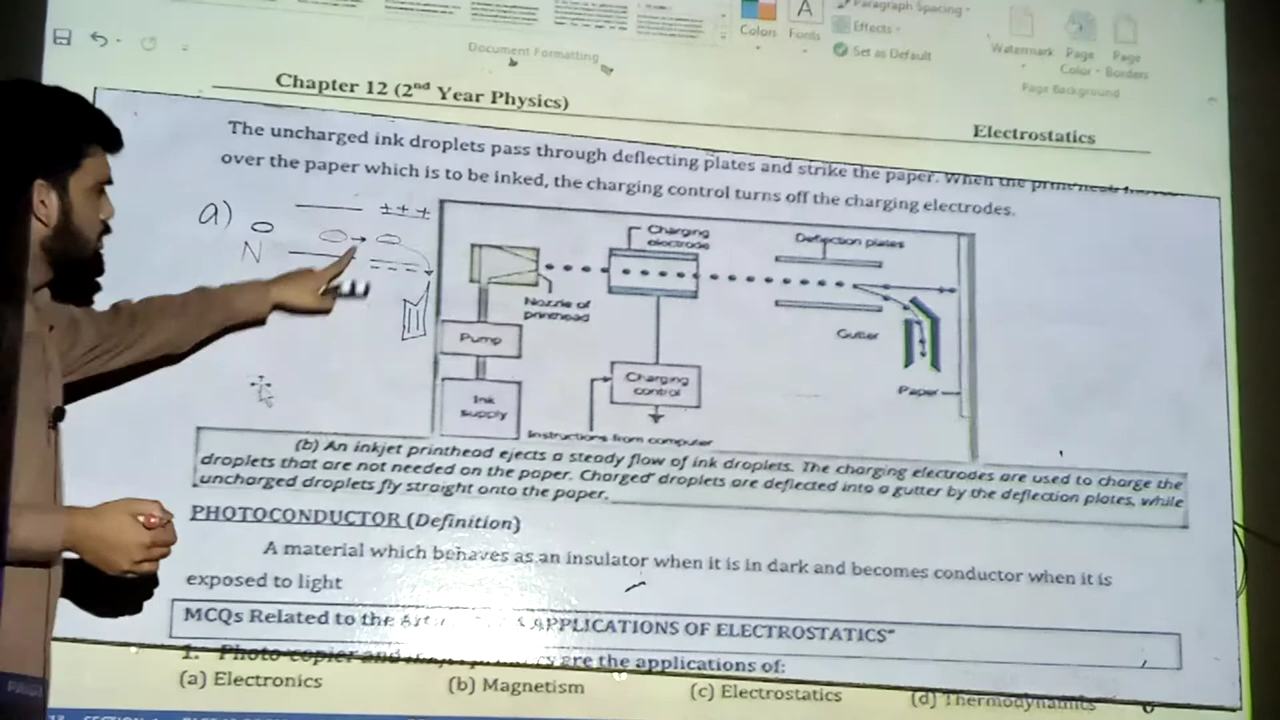 Paragraph Spacing
Effects
Set as Default
Colors
Fonts
Document Formatting
Watermark
Page Color
Page Borders
Page Background
Chapter 12 (2nd Year Physics)
Electrostatics
The uncharged ink droplets pass through deflecting plates and strike the paper. When the
over the paper which is to be inked, the charging control turns off the charging electrodes.
a)
+++
N
Charging electrode
Deflection plates
Nozzle of printhead
Pump
Gutter
Charging control
Paper
Ink supply
Instructions from computer
(b) An inkjet printhead ejects a steady flow of ink droplets. The charging electrodes are used to charge the
droplets that are not needed on the paper. Charged droplets are deflected into a gutter by the deflection plates, while
uncharged droplets fly straight onto the paper.
PHOTOCONDUCTOR (Definition)
A material which behaves as an insulator when it is in dark and becomes conductor when it is
exposed to light
MCQs Related to the APPLICATIONS OF ELECTROSTATICS"
1. Photo copier and are the applications of:
(a) Electronics (b) Magnetism (c) Electrostatics (d) Thermodynamics